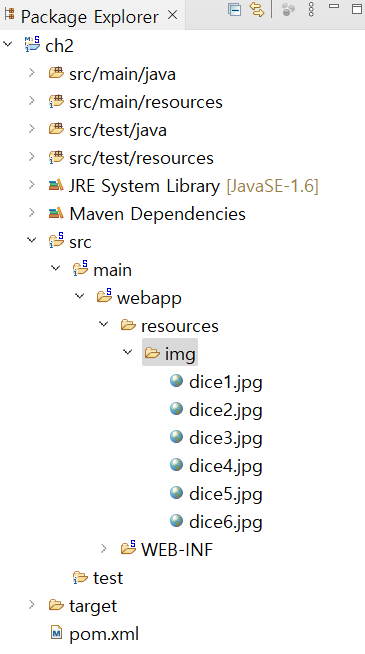 Package Explorer
ch2
src/main/java
src/main/resources
src/test/java
src/test/resources
JRE System Library [JavaSE-1.6]
Maven Dependencies
src
main
webapp
resources
img
dice1.jpg
dice2.jpg
dice3.jpg
dice4.jpg
dice5.jpg
dice6.jpg
WEB-INF
test
target
pom.xml